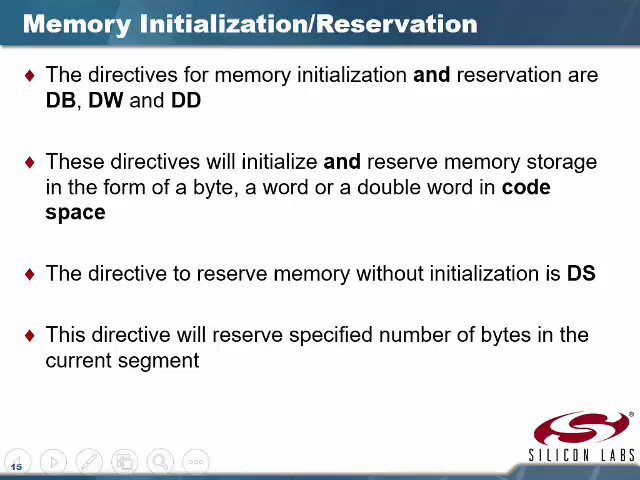 Memory Initialization/Reservation
♦ The directives for memory initialization and reservation are
DB, DW and DD
♦ These directives will initialize and reserve memory storage
in the form of a byte, a word or a double word in code
space
♦ The directive to reserve memory without initialization is DS
♦ This directive will reserve specified number of bytes in the
current segment
SILICON LABS
15